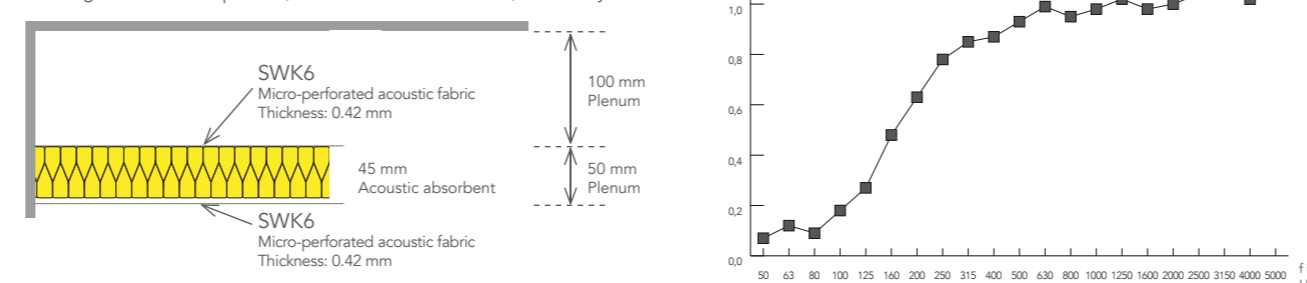 SWK6
Micro-perforated acoustic fabric
Thickness: 0.42 mm
100 mm
Plenum
45 mm
Acoustic absorbent
50 mm
Plenum
SWK6
Micro-perforated acoustic fabric
Thickness: 0.42 mm
1,0
0,8
0,6
0,4
0,2
0,0
50 63 80 100 125 160 200 250 315 400 500 630 800 1000 1250 1600 2000 2500 3150 4000 5000
f